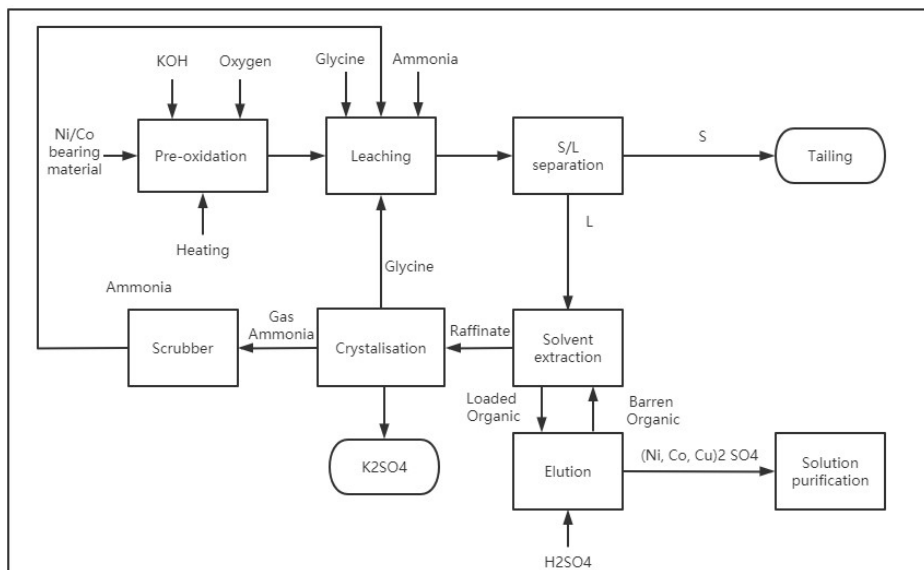 KOH
Oxygen
Glycine
Ammonia
Ni/Co
bearing
material
Pre-oxidation
Leaching
S/L
separation
S
Tailing
Heating
L
Glycine
Ammonia
Scrubber
Gas
Ammonia
Crystalisation
Raffinate
Solvent
extraction
Loaded
Organic
Barren
Organic
K2SO4
Elution
(Ni, Co, Cu)2 SO4
Solution
purification
H2SO4